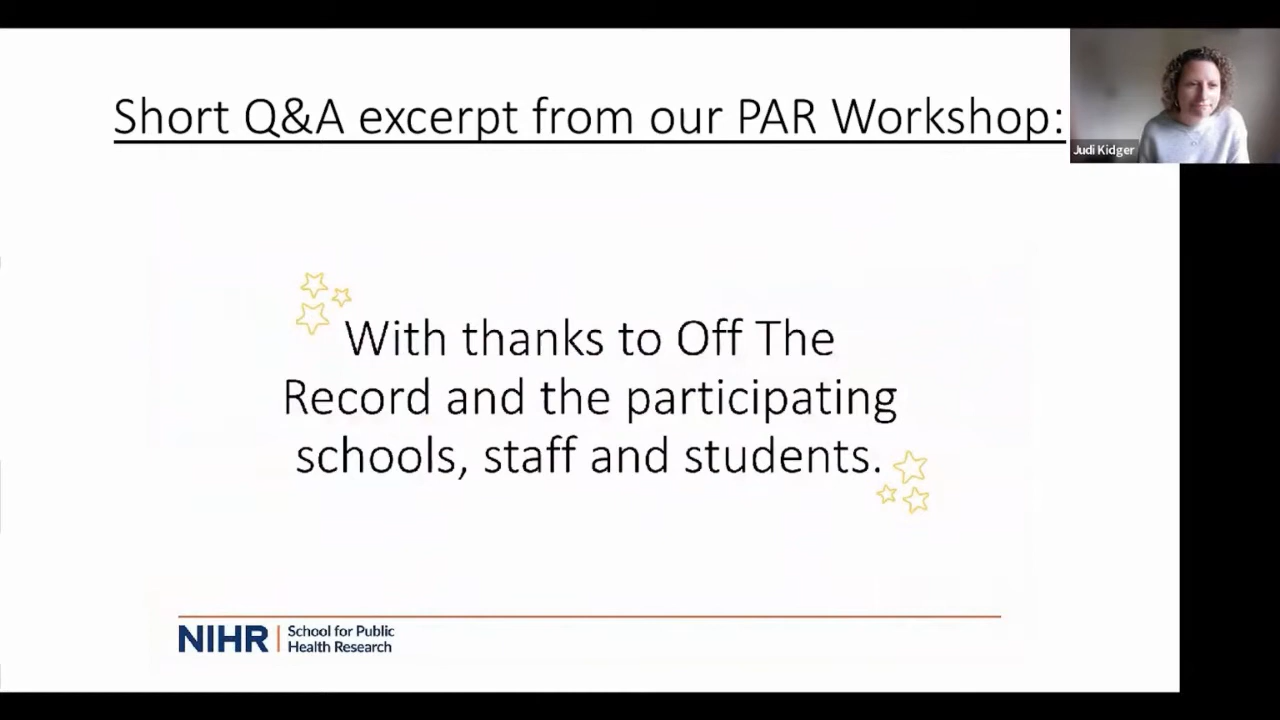 Short Q&A excerpt from our PAR Workshop:
Judi Kidger
With thanks to Off The
Record and the participating
schools, staff and students.
NIHR | School for Public
Health Research